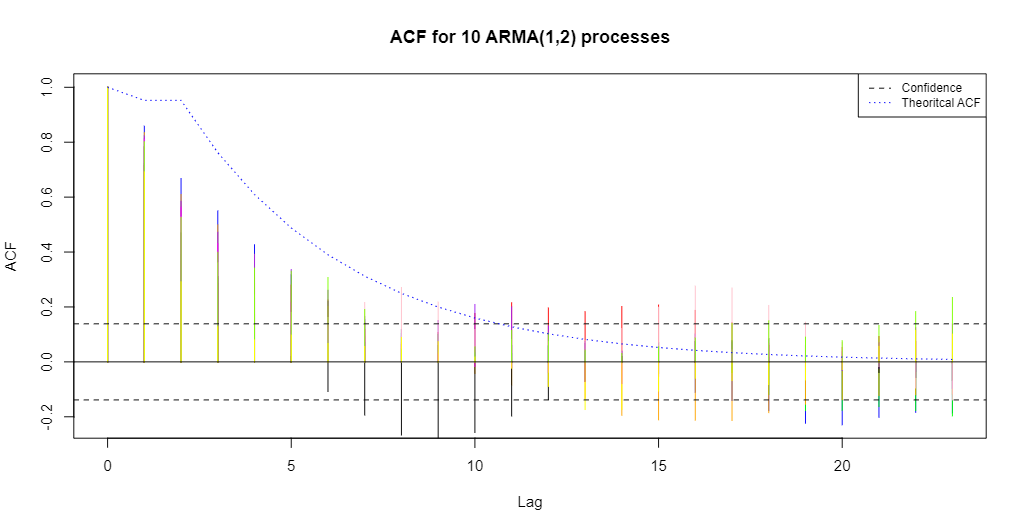 ACF for 10 ARMA(1,2) processes
Confidence
Theoritcal ACF
ACF
1.0
0.8
0.6
0.4
0.2
0.0
-0.2
0 5 10 15 20
Lag